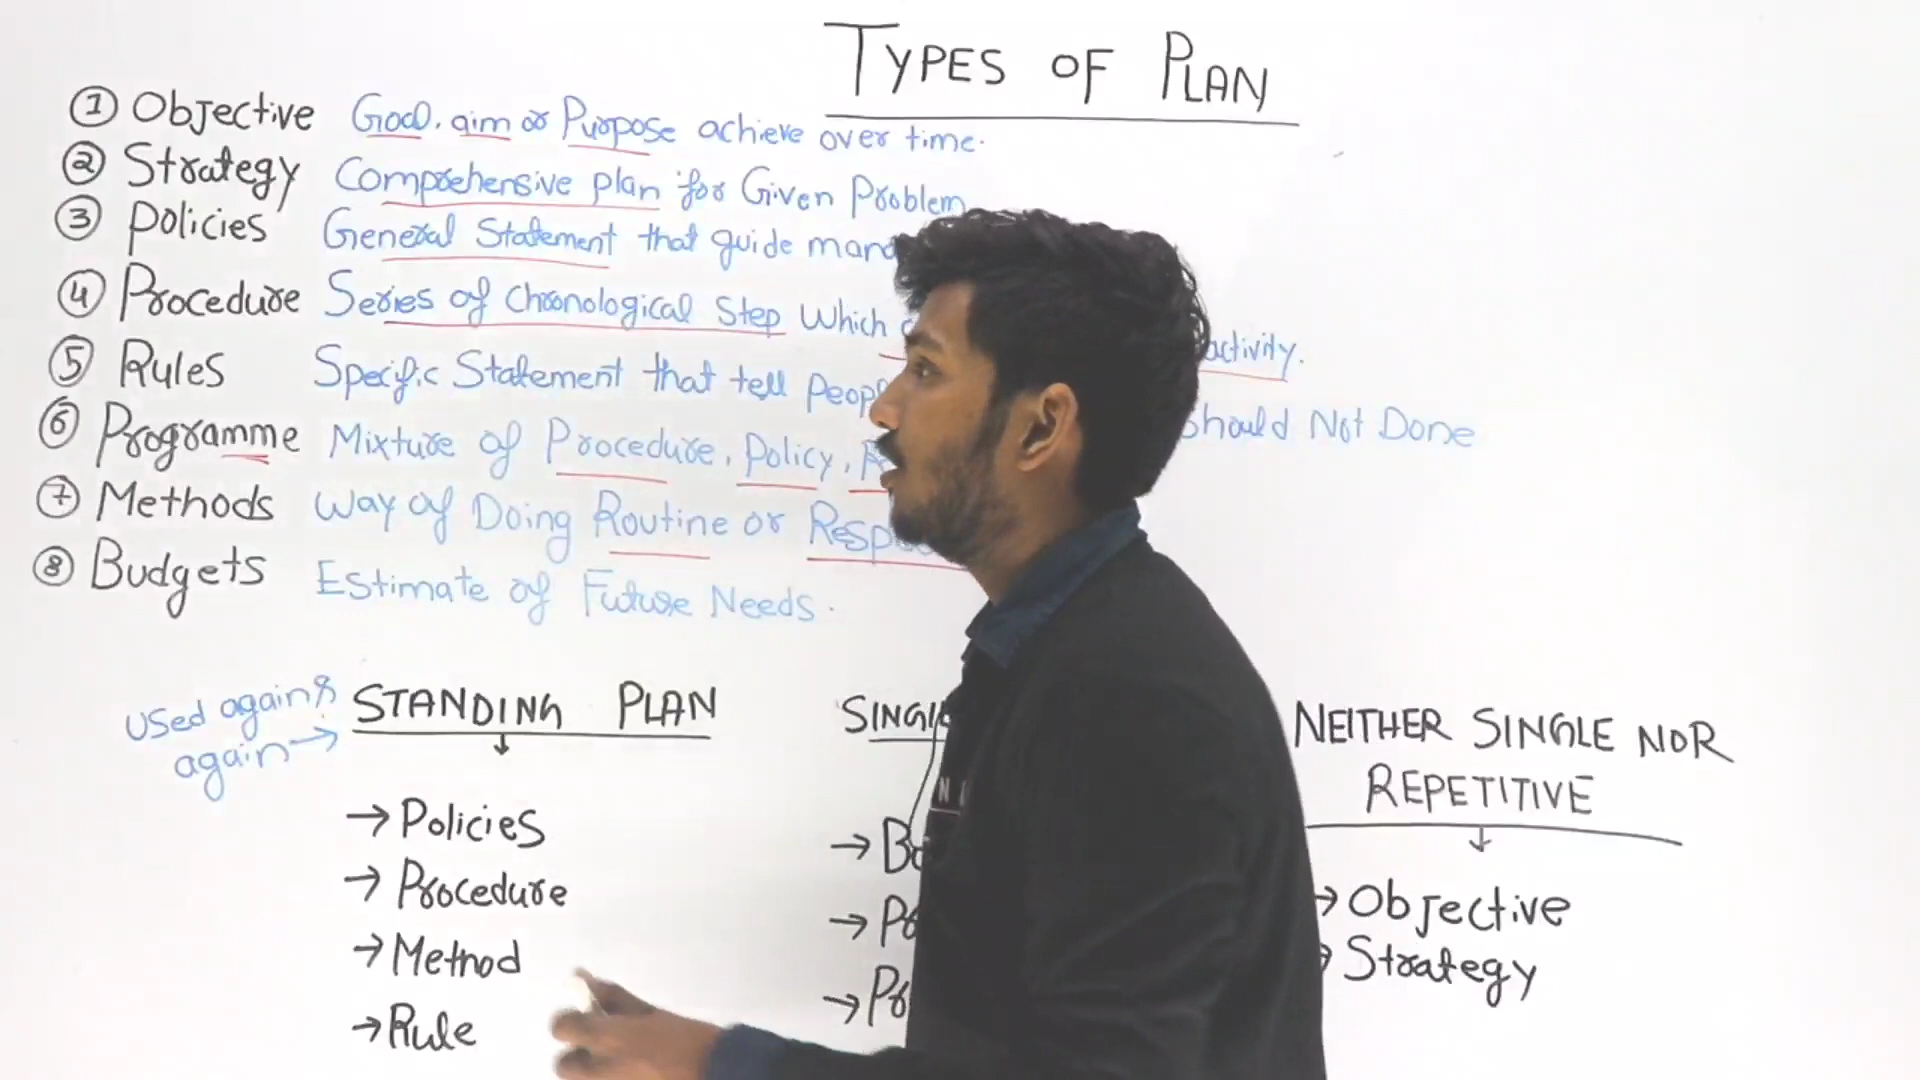 TYPES OF PLAN
① Objective Goal, aim or Purpose achieve over time.
② Strategy Comprehensive plan for Given Problem
③ Policies General Statement that guide
④ Procedure Series of Chronological Step Which activity.
⑤ Rules Specific Statement that tell Should Not Done
⑥ Programme Mixture of Procedure, Policy,
⑦ Methods Way of Doing Routine or
⑧ Budgets Estimate of Future Needs.
Used again &
again →
STANDING PLAN
→ Policies
→ Procedure
→ Method
→ Rule
NEITHER SINGLE NOR
REPETITIVE
→ Objective
Strategy